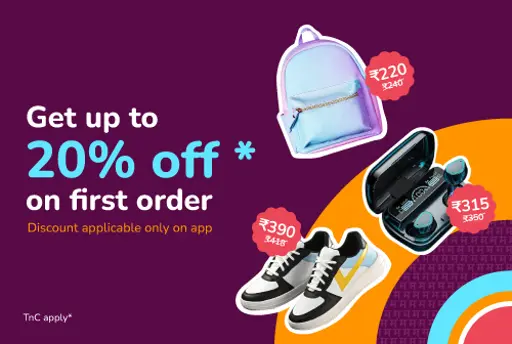 Get up to
20% off *
on first order
Discount applicable only on app
₹220
₹240
₹315
₹350
₹390
TnC apply*